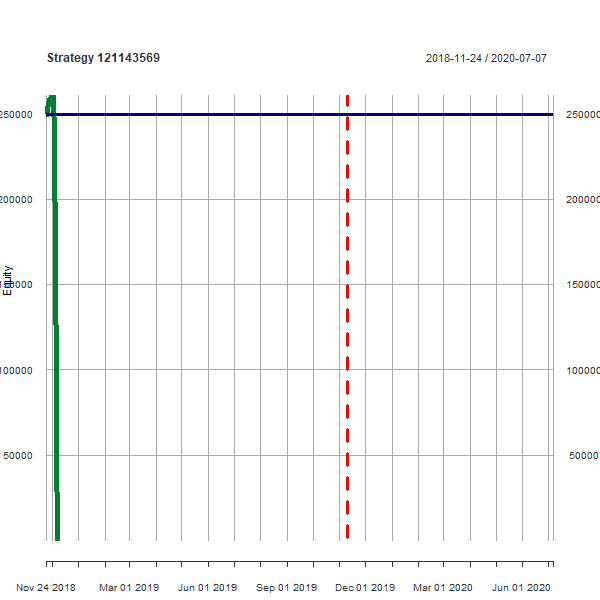 Strategy 121143569
2018-11-24 / 2020-07-07
250000
250000
200000
200000
Equity
150000
150000
100000
100000
50000
50000
Nov 24 2018
Mar 01 2019
Jun 01 2019
Sep 01 2019
Dec 01 2019
Mar 01 2020
Jun 01 2020